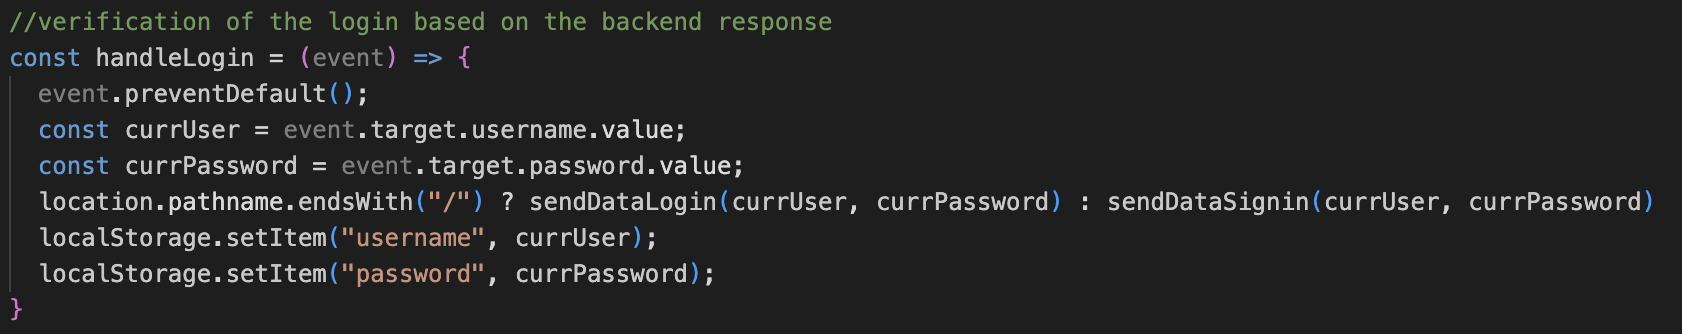 //verification of the login based on the backend response
const handleLogin = (event) => {
  event.preventDefault();
  const currUser = event.target.username.value;
  const currPassword = event.target.password.value;
  location.pathname.endsWith("/") ? sendDataLogin(currUser, currPassword) : sendDataSignin(currUser, currPassword)
  localStorage.setItem("username", currUser);
  localStorage.setItem("password", currPassword);
}